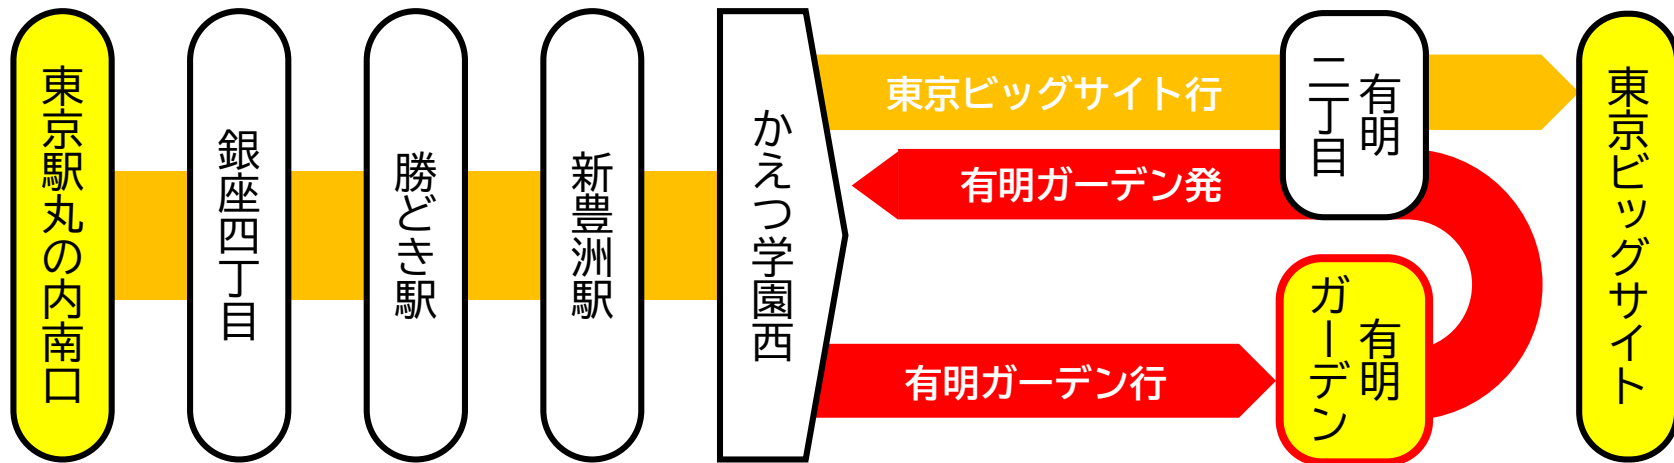 東京駅丸の内南口
銀座四丁目
勝どき駅
新豊洲駅
かえつ学園西
東京ビッグサイト行
有明ガーデン発
有明ガーデン行
有明
二丁目
有明
ガーデン
東京ビッグサイト